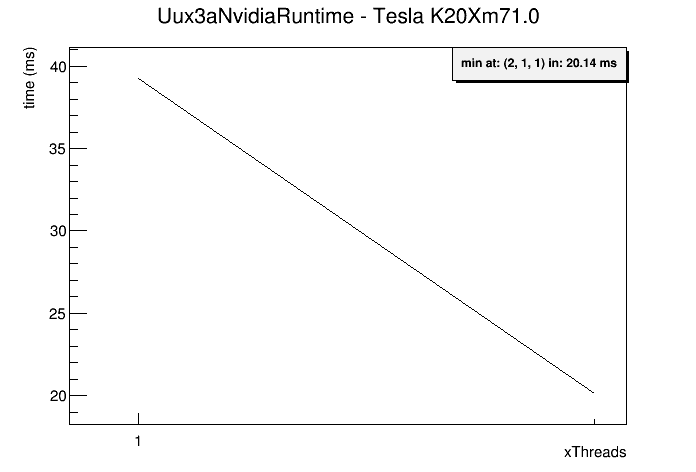 Uux3aNvidiaRuntime - Tesla K20Xm71.0
time (ms)
min at: (2, 1, 1) in: 20.14 ms
40
35
30
25
20
1
xThreads